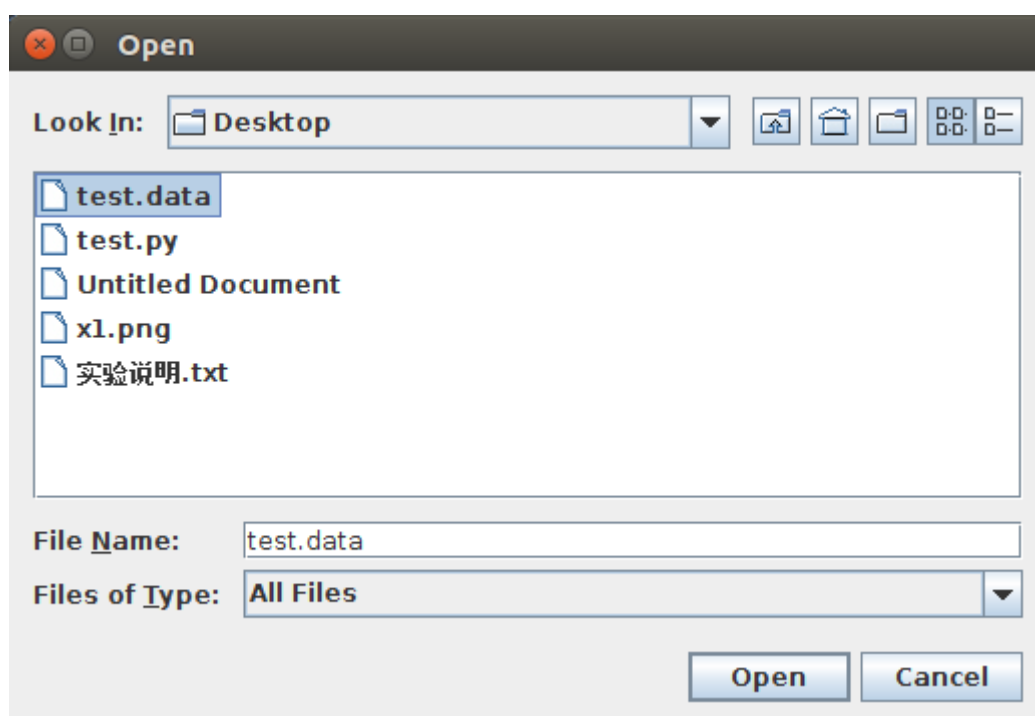 Open
Look In: Desktop
test.data
test.py
Untitled Document
x1.png
实验说明.txt
File Name: test.data
Files of Type: All Files
Open Cancel